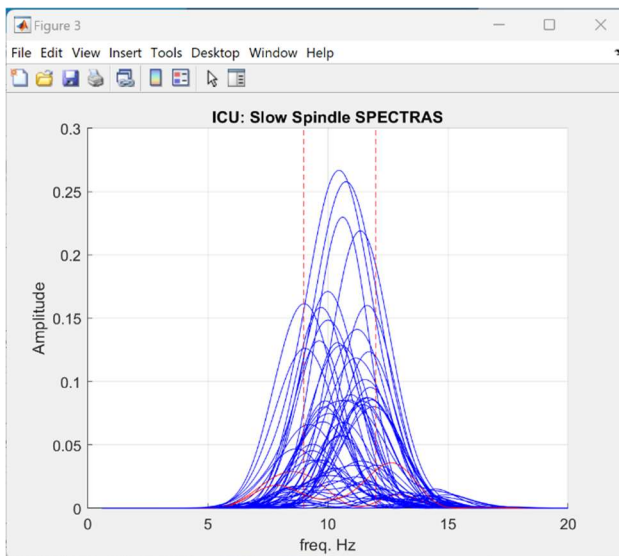 Figure 3
File Edit View Insert Tools Desktop Window Help
ICU: Slow Spindle SPECTRAS
0.3
0.25
0.2
0.15
0.1
0.05
0
Amplitude
0 5 10 15 20
freq. Hz